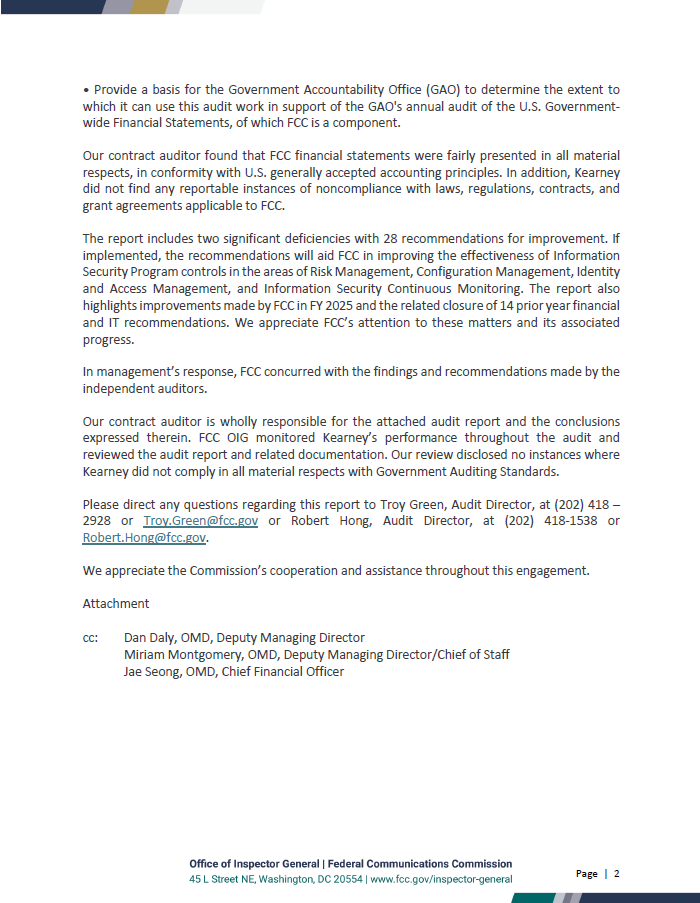 • Provide a basis for the Government Accountability Office (GAO) to determine the extent to
which it can use this audit work in support of the GAO's annual audit of the U.S. Government-
wide Financial Statements, of which FCC is a component.
Our contract auditor found that FCC financial statements were fairly presented in all material
respects, in conformity with U.S. generally accepted accounting principles. In addition, Kearney
did not find any reportable instances of noncompliance with laws, regulations, contracts, and
grant agreements applicable to FCC.
The report includes two significant deficiencies with 28 recommendations for improvement. If
implemented, the recommendations will aid FCC in improving the effectiveness of Information
Security Program controls in the areas of Risk Management, Configuration Management, Identity
and Access Management, and Information Security Continuous Monitoring. The report also
highlights improvements made by FCC in FY 2025 and the related closure of 14 prior year financial
and IT recommendations. We appreciate FCC’s attention to these matters and its associated
progress.
In management’s response, FCC concurred with the findings and recommendations made by the
independent auditors.
Our contract auditor is wholly responsible for the attached audit report and the conclusions
expressed therein. FCC OIG monitored Kearney’s performance throughout the audit and
reviewed the audit report and related documentation. Our review disclosed no instances where
Kearney did not comply in all material respects with Government Auditing Standards.
Please direct any questions regarding this report to Troy Green, Audit Director, at (202) 418 –
2928 or Troy.Green@fcc.gov or Robert Hong, Audit Director, at (202) 418-1538 or
Robert.Hong@fcc.gov.
We appreciate the Commission’s cooperation and assistance throughout this engagement.
Attachment
cc: Dan Daly, OMD, Deputy Managing Director
Miriam Montgomery, OMD, Deputy Managing Director/Chief of Staff
Jae Seong, OMD, Chief Financial Officer
Office of Inspector General | Federal Communications Commission
45 L Street NE, Washington, DC 20554 | www.fcc.gov/inspector-general
Page | 2